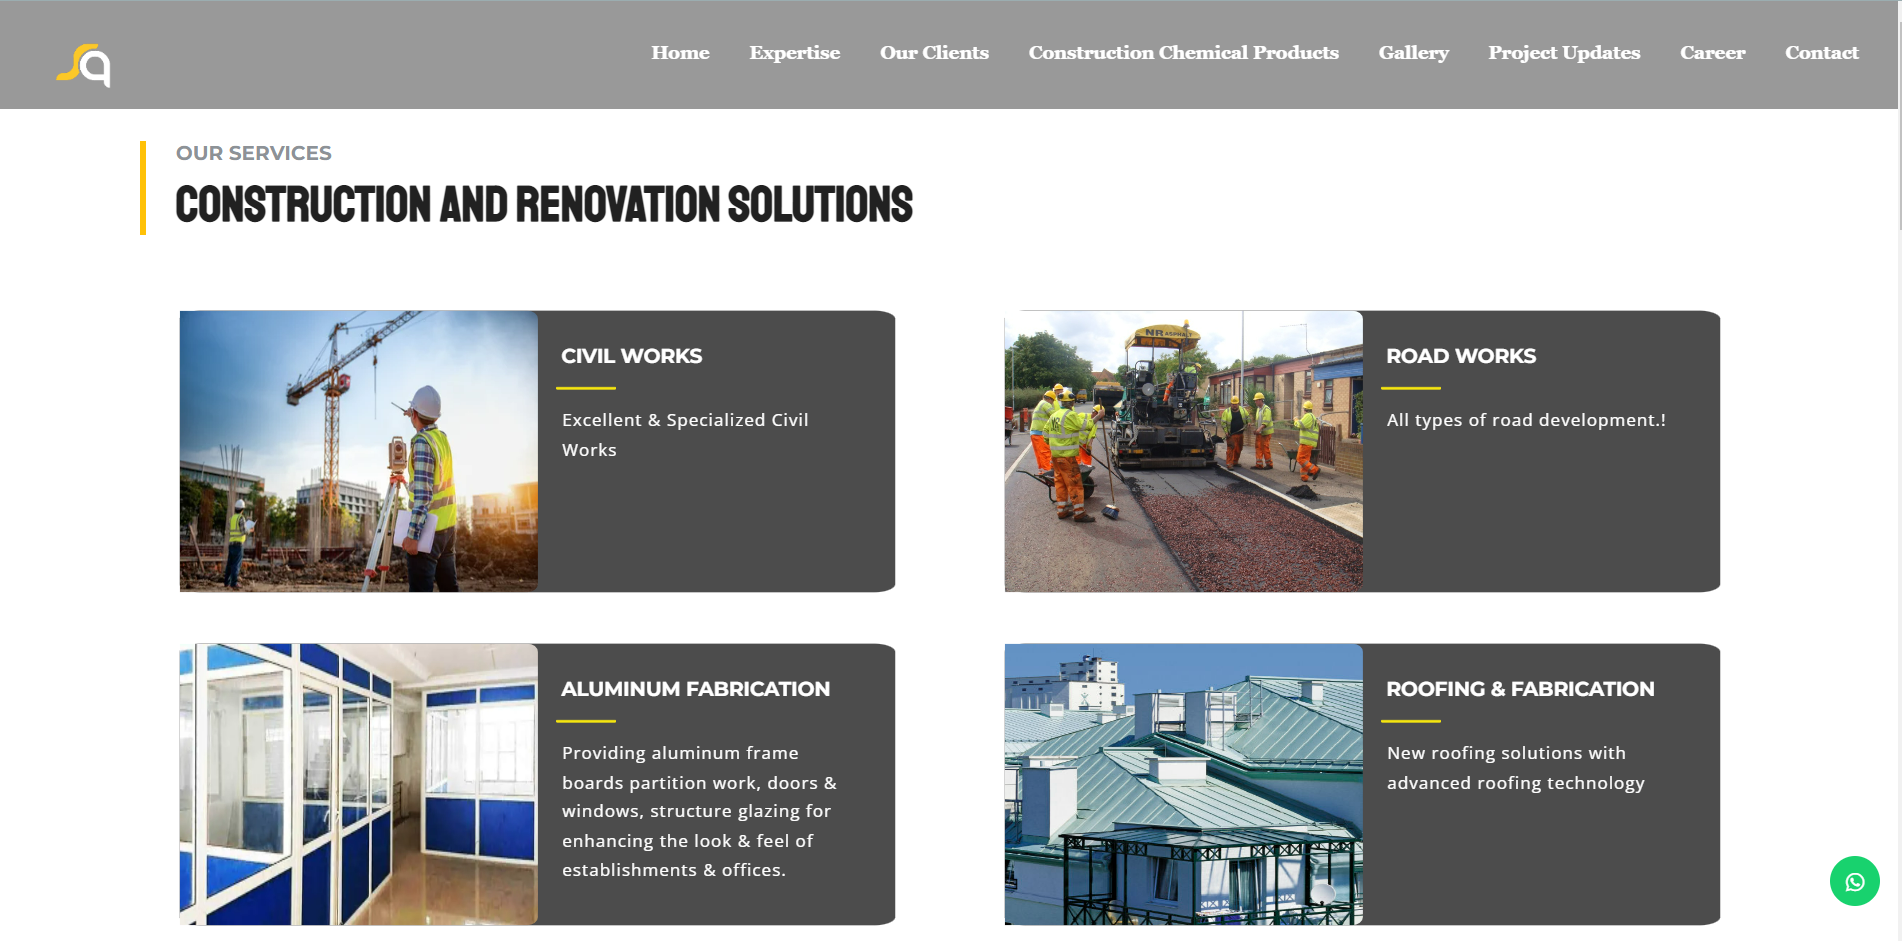 Home Expertise Our Clients Construction Chemical Products Gallery Project Updates Career Contact
OUR SERVICES
CONSTRUCTION AND RENOVATION SOLUTIONS
CIVIL WORKS
Excellent & Specialized Civil
Works
NR ASPHALT
ROAD WORKS
All types of road development.!
ALUMINUM FABRICATION
Providing aluminum frame
boards partition work, doors &
windows, structure glazing for
enhancing the look & feel of
establishments & offices.
ROOFING & FABRICATION
New roofing solutions with
advanced roofing technology